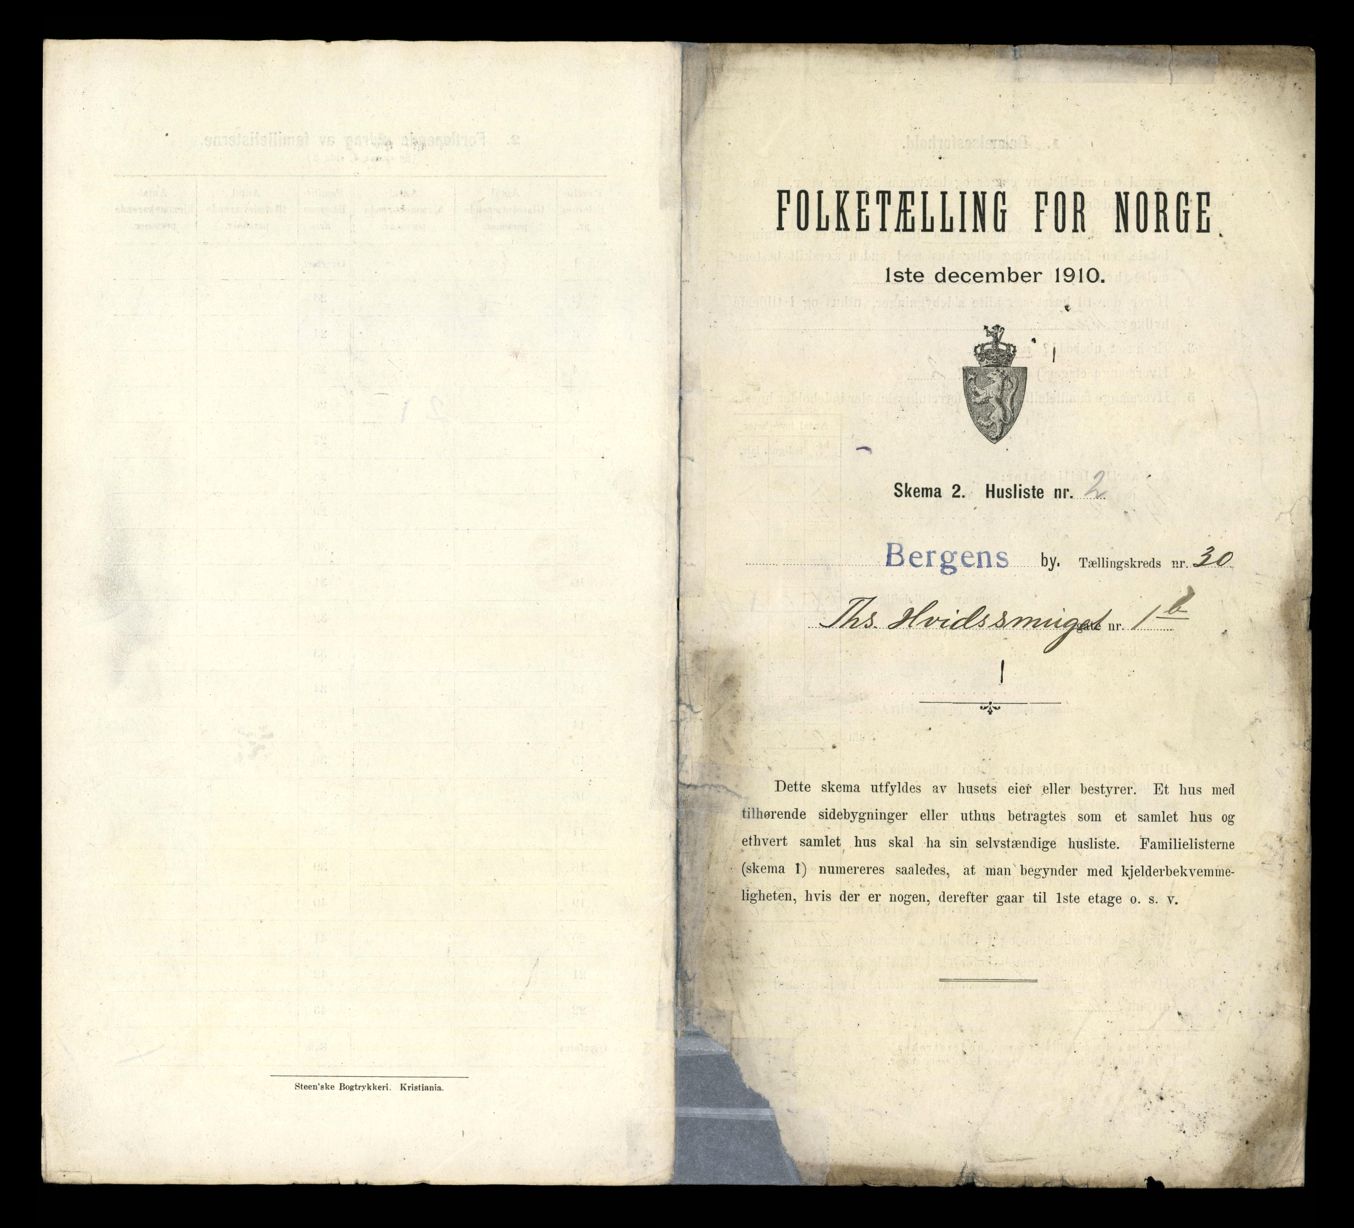 Steen'ske Bogtrykkeri. Kristiania.
FOLKETÆLLING FOR NORGE
1ste december 1910.
Skema 2. Husliste nr. 2
Bergens by. Tællingskreds nr. 30
Ths. Hvidssmuget gate nr. 1 b
1
Dette skema utfyldes av husets eier eller bestyrer. Et hus med
tilhørende sidebygninger eller uthus betragtes som et samlet hus og
ethvert samlet hus skal ha sin selvstændige husliste. Familielisterne
(skema 1) numereres saaledes, at man begynder med kjelderbekvemme-
ligheten, hvis der er nogen, derefter gaar til 1ste etage o. s. v.